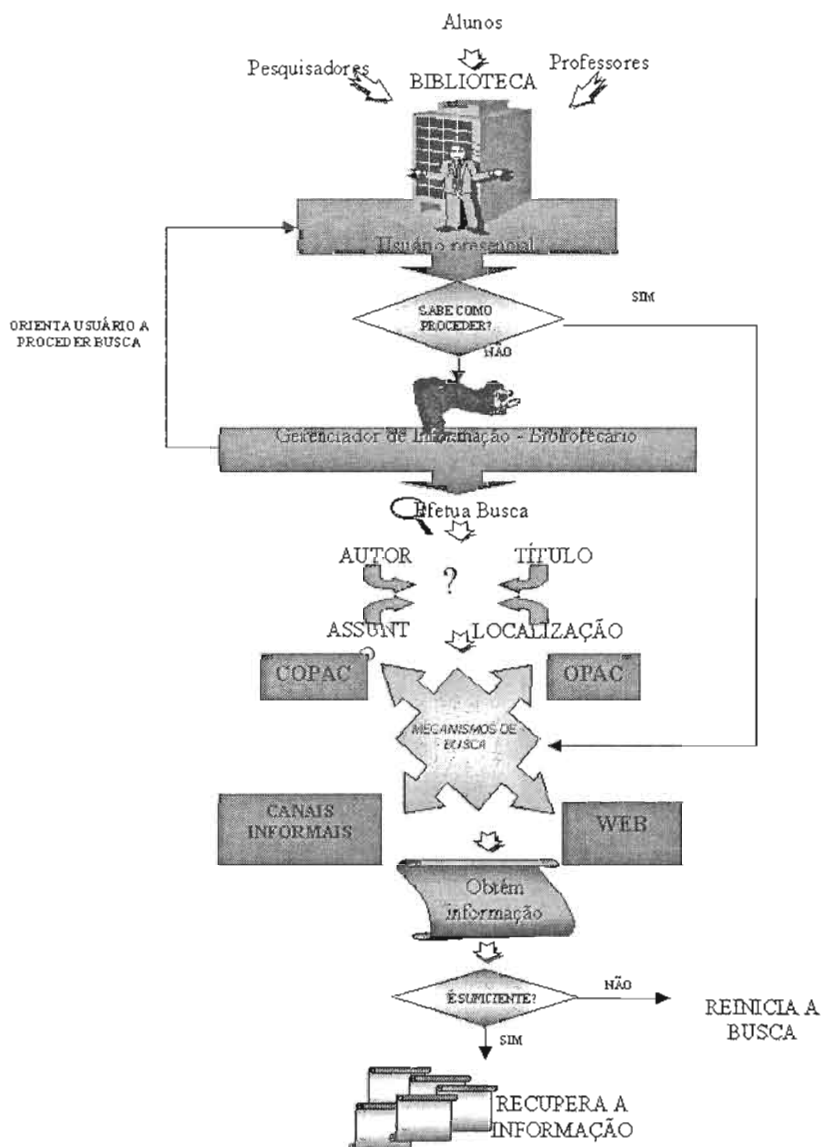 Alunos
Pesquisadores
Professores
BIBLIOTECA
Usuário presencial
SABE COMO
PROCEDER?
SIM
NÃO
ORIENTA USUÁRIO A
PROCEDER BUSCA
Gerenciador de Informação - Bibliotecário
Efetua Busca
AUTOR
TÍTULO
?
ASSUNT
LOCALIZAÇÃO
COPAC
OPAC
MECANISMOS DE
BUSCA
CANAIS
INFORMAIS
WEB
Obtém
informação
É SUFICIENTE?
NÃO
REINICIA A
BUSCA
SIM
RECUPERA A
INFORMAÇÃO